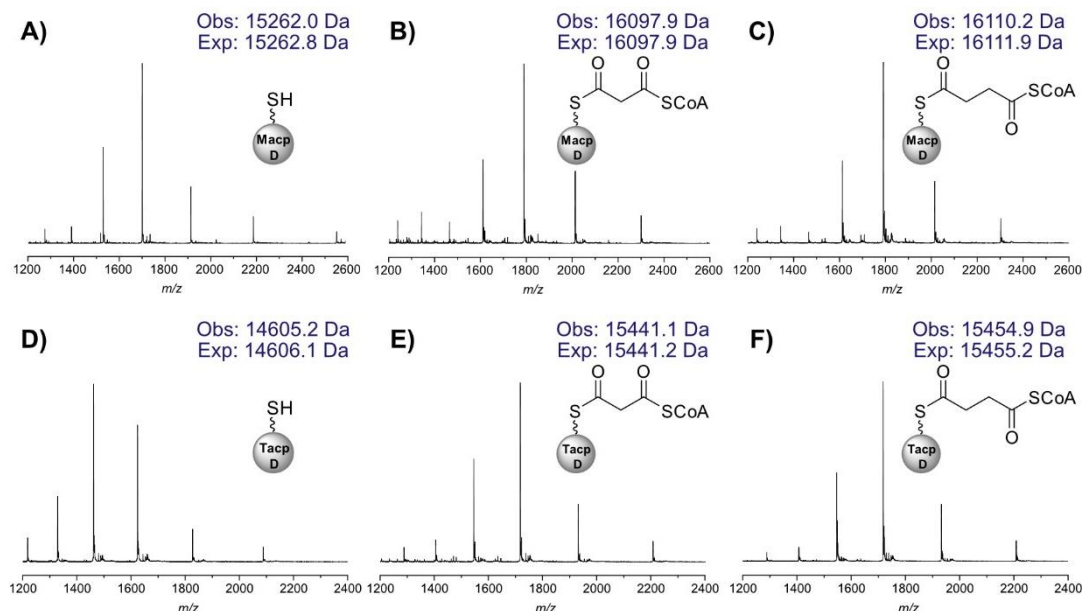 A)
Obs: 15262.0 Da
Exp: 15262.8 Da
SH
Macp
D
1200 1400 1600 1800 2000 2200 2400 2600
m/z
B)
Obs: 16097.9 Da
Exp: 16097.9 Da
O O
S SCoA
Macp
D
1200 1400 1600 1800 2000 2200 2400 2600
m/z
C)
Obs: 16110.2 Da
Exp: 16111.9 Da
O
S SCoA
O
Macp
D
1200 1400 1600 1800 2000 2200 2400 2600
m/z
D)
Obs: 14605.2 Da
Exp: 14606.1 Da
SH
Tacp
D
1200 1400 1600 1800 2000 2200 2400
m/z
E)
Obs: 15441.1 Da
Exp: 15441.2 Da
O O
S SCoA
Tacp
D
1200 1400 1600 1800 2000 2200 2400
m/z
F)
Obs: 15454.9 Da
Exp: 15455.2 Da
O
S SCoA
O
Tacp
D
1200 1400 1600 1800 2000 2200 2400
m/z